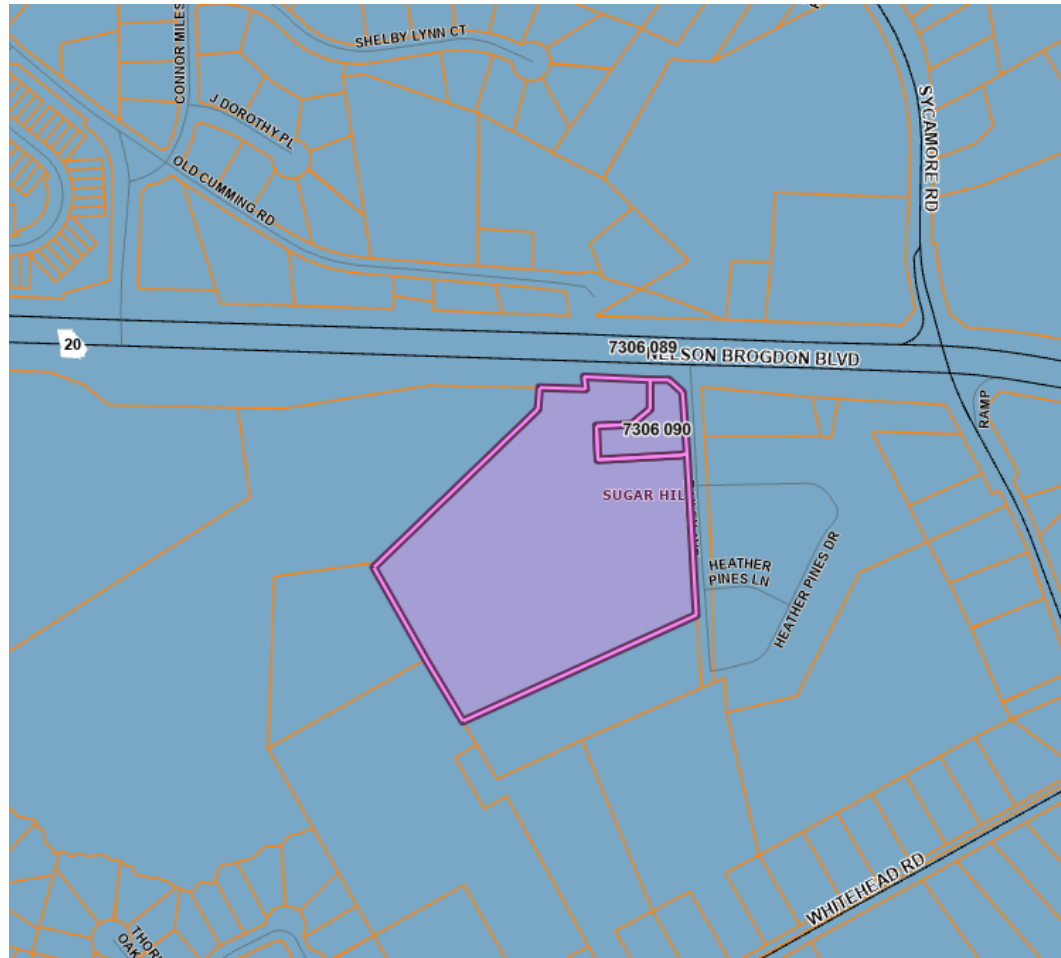 SHELBY LYNN CT
CONNOR MILES
J DOROTHY PL
OLD CUMMING RD
SYCAMORE RD
20
7306 089
NELSON BROGDON BLVD
RAMP
7306 090
SUGAR HIL
HEATHER
PINES LN
HEATHER PINES DR
WHITEHEAD RD
OAK